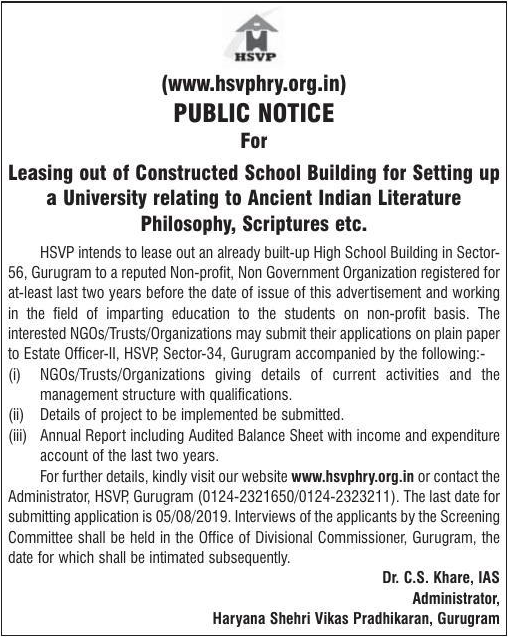 HSVP
(www.hsvphry.org.in)
PUBLIC NOTICE
For
Leasing out of Constructed School Building for Setting up
a University relating to Ancient Indian Literature
Philosophy, Scriptures etc.
HSVP intends to lease out an already built-up High School Building in Sector-
56, Gurugram to a reputed Non-profit, Non Government Organization registered for
at-least last two years before the date of issue of this advertisement and working
in the field of imparting education to the students on non-profit basis. The
interested NGOs/Trusts/Organizations may submit their applications on plain paper
to Estate Officer-II, HSVP, Sector-34, Gurugram accompanied by the following:-
(i) NGOs/Trusts/Organizations giving details of current activities and the
management structure with qualifications.
(ii) Details of project to be implemented be submitted.
(iii) Annual Report including Audited Balance Sheet with income and expenditure
account of the last two years.
For further details, kindly visit our website www.hsvphry.org.in or contact the
Administrator, HSVP, Gurugram (0124-2321650/0124-2323211). The last date for
submitting application is 05/08/2019. Interviews of the applicants by the Screening
Committee shall be held in the Office of Divisional Commissioner, Gurugram, the
date for which shall be intimated subsequently.
Dr. C.S. Khare, IAS
Administrator,
Haryana Shehri Vikas Pradhikaran, Gurugram